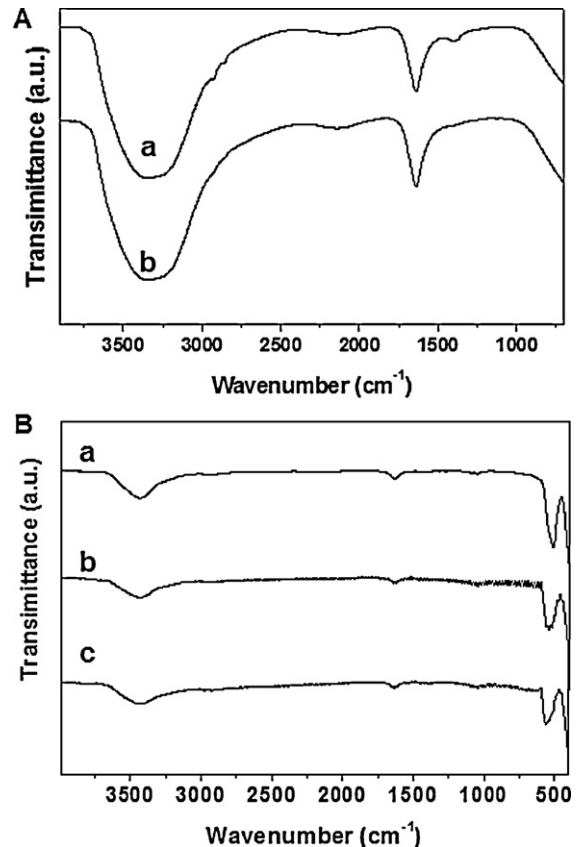 A
Transimittance (a.u.)
a
b
3500 3000 2500 2000 1500 1000
Wavenumber (cm⁻¹)
B
Transimittance (a.u.)
a
b
c
3500 3000 2500 2000 1500 1000 500
Wavenumber (cm⁻¹)